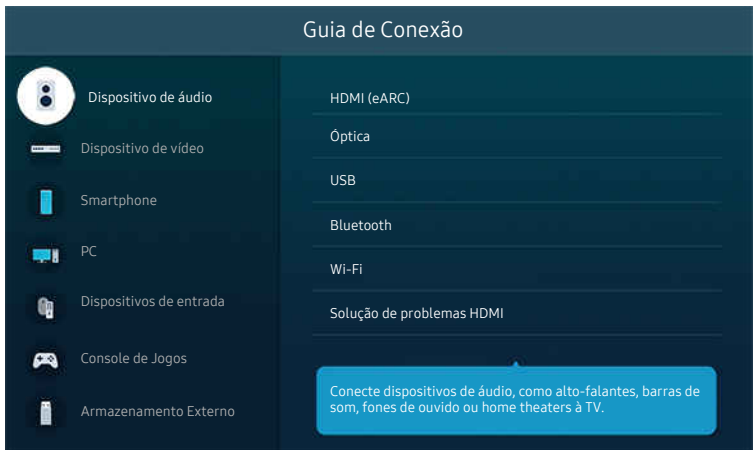 Guia de Conexão
Dispositivo de áudio
Dispositivo de vídeo
Smartphone
PC
Dispositivos de entrada
Console de Jogos
Armazenamento Externo
HDMI (eARC)
Óptica
USB
Bluetooth
Wi-Fi
Solução de problemas HDMI
Conecte dispositivos de áudio, como alto-falantes, barras de
som, fones de ouvido ou home theaters à TV.